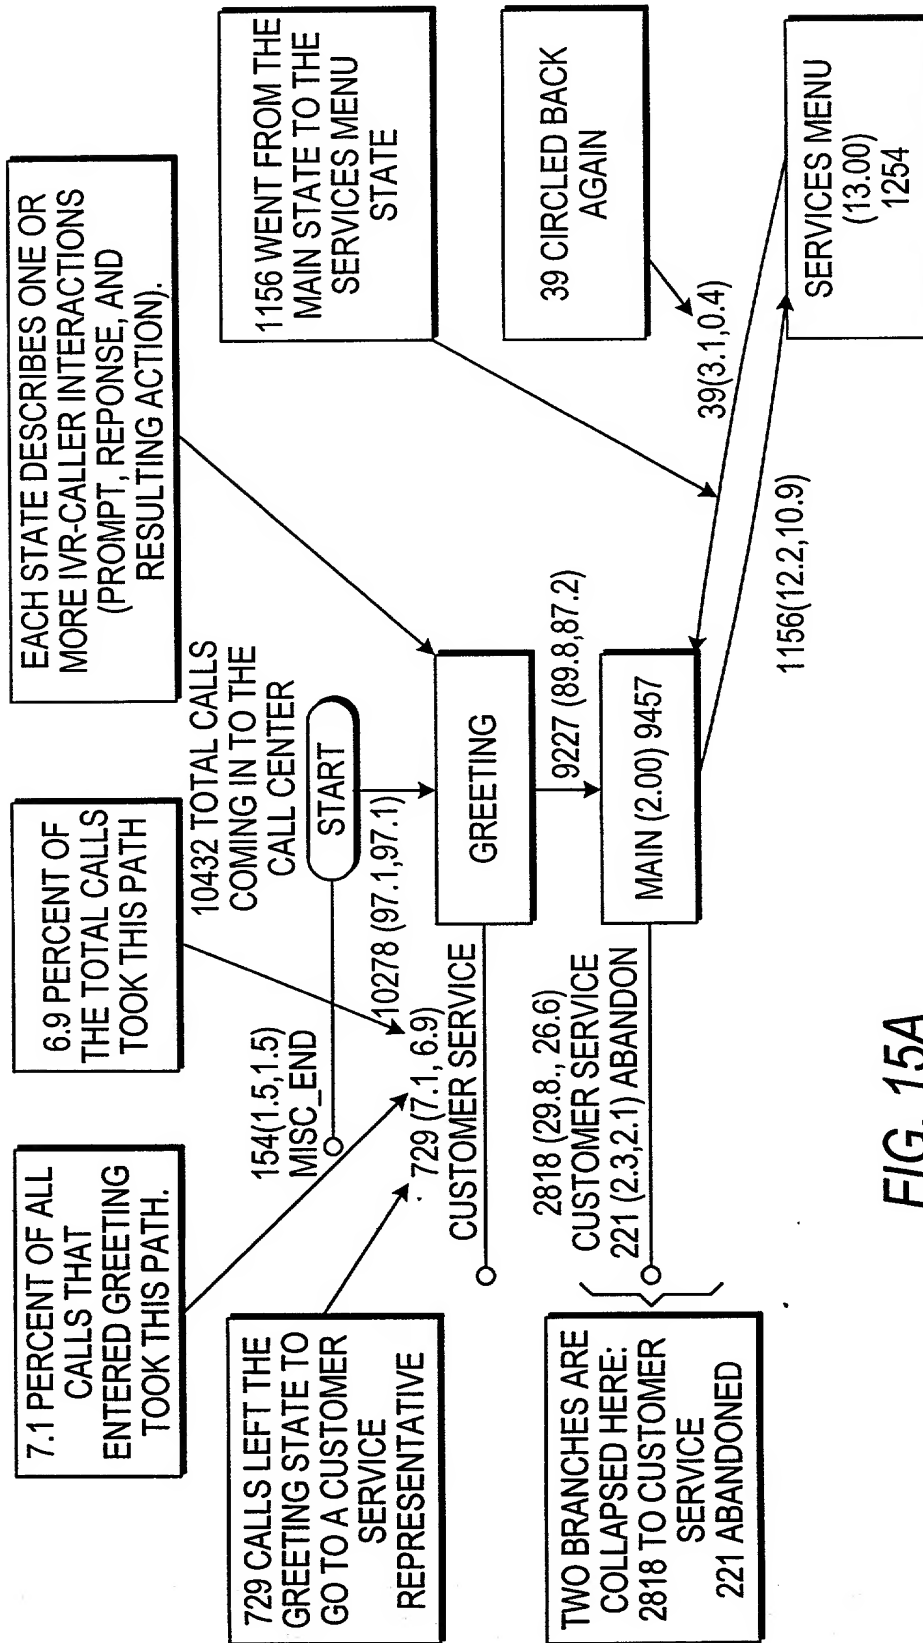 7.1 PERCENT OF ALL
CALLS THAT
ENTERED GREETING
TOOK THIS PATH.
6.9 PERCENT OF
THE TOTAL CALLS
TOOK THIS PATH
EACH STATE DESCRIBES ONE OR
MORE IVR-CALLER INTERACTIONS
(PROMPT, REPONSE, AND
RESULTING ACTION).
10432 TOTAL CALLS
COMING IN TO THE
CALL CENTER
START
154(1.5,1.5)
MISC_END
10278 (97.1,97.1)
729 CALLS LEFT THE
GREETING STATE TO
GO TO A CUSTOMER
SERVICE
REPRESENTATIVE
729 (7.1, 6.9)
CUSTOMER SERVICE
GREETING
1156 WENT FROM THE
MAIN STATE TO THE
SERVICES MENU
STATE
9227 (89.8,87.2)
39 CIRCLED BACK
AGAIN
TWO BRANCHES ARE
COLLAPSED HERE:
2818 TO CUSTOMER
SERVICE
221 ABANDONED
2818 (29.8., 26.6)
CUSTOMER SERVICE
221 (2.3,2.1) ABANDON
MAIN (2.00) 9457
39(3.1,0.4)
1156(12.2,10.9)
SERVICES MENU
(13.00)
1254
FIG. 15A